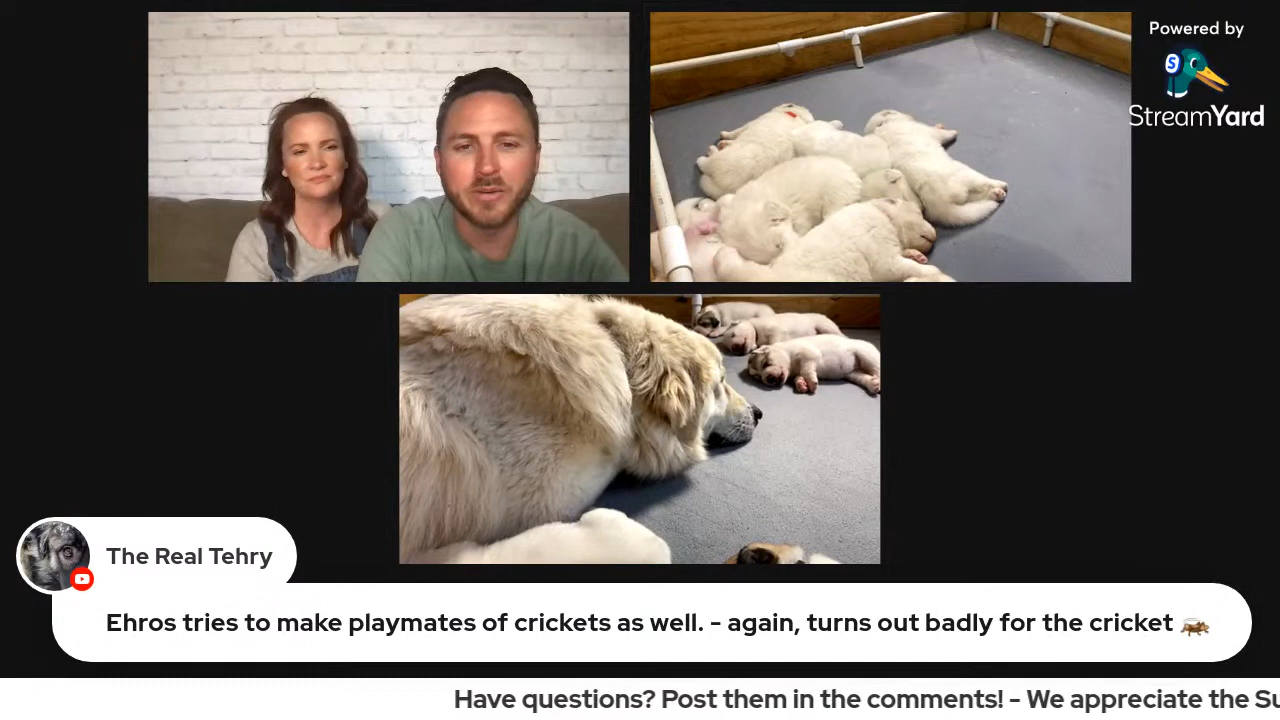 Powered by
S
StreamYard
The Real Tehry
Ehros tries to make playmates of crickets as well. - again, turns out badly for the cricket 🦗
Have questions? Post them in the comments! - We appreciate the Su